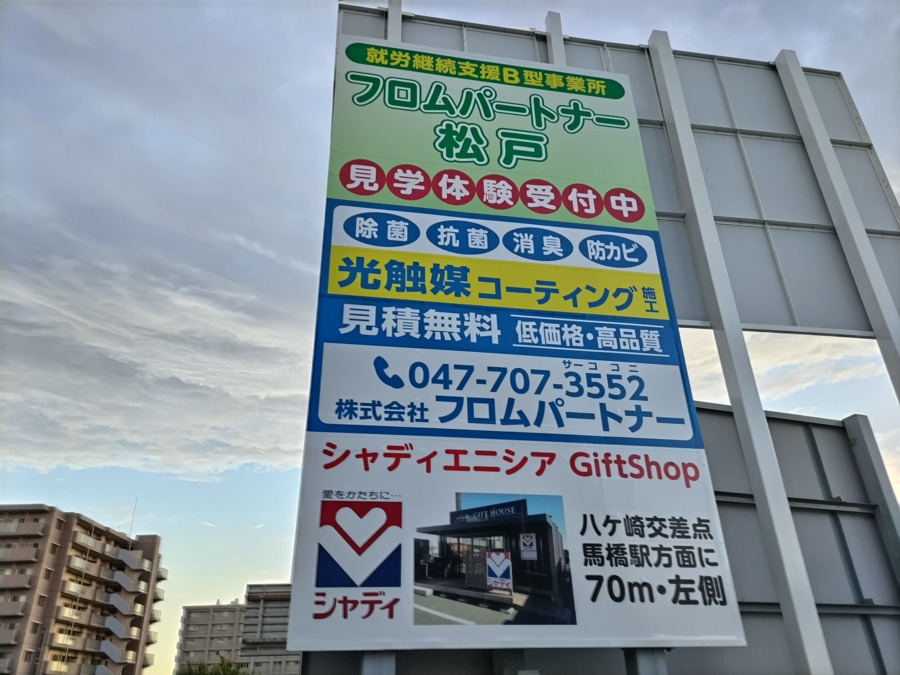 就労継続支援B型事業所
フロムパートナー
松戸
見学体験受付中
除菌 抗菌 消臭 防カビ
光触媒コーティング施工
見積無料 低価格・高品質
サーココニ
047-707-3552
株式会社フロムパートナー
シャディエニシア GiftShop
愛をかたちに…
シャディ
GIFT HOUSE
シャディ
八ケ崎交差点
馬橋駅方面に
70m・左側